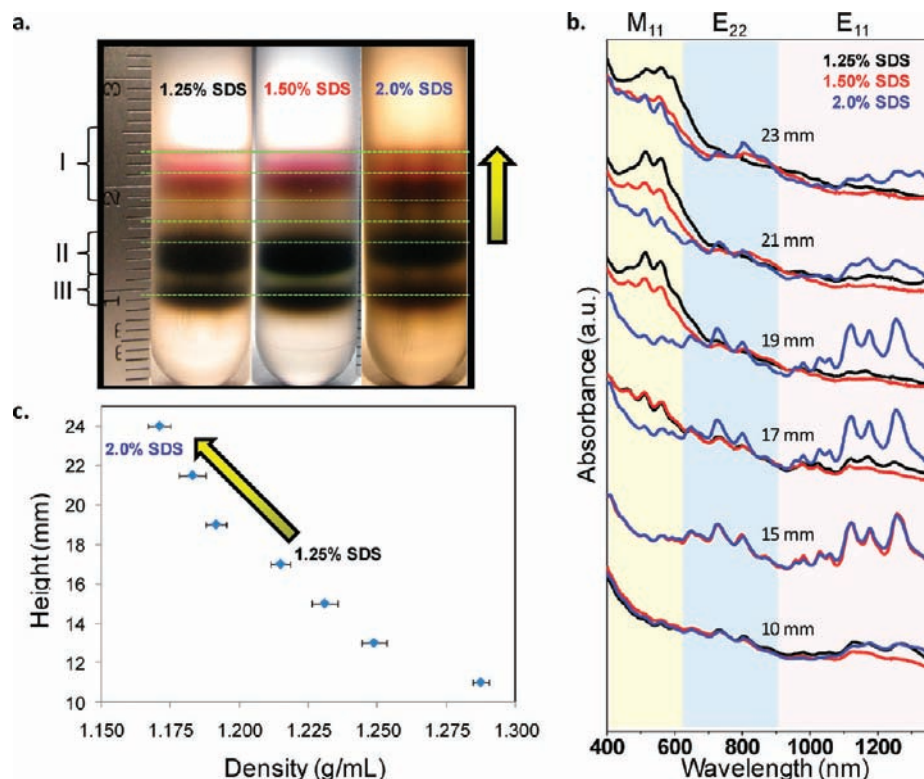 a.
1.25% SDS
1.50% SDS
2.0% SDS
I
II
III
3
2
1
b.
M11
E22
E11
1.25% SDS
1.50% SDS
2.0% SDS
23 mm
21 mm
19 mm
17 mm
15 mm
10 mm
Absorbance (a.u.)
400 600 800 1000 1200
Wavelength (nm)
c.
24
22
20
18
16
14
12
10
Height (mm)
2.0% SDS
1.25% SDS
1.150 1.175 1.200 1.225 1.250 1.275 1.300
Density (g/mL)